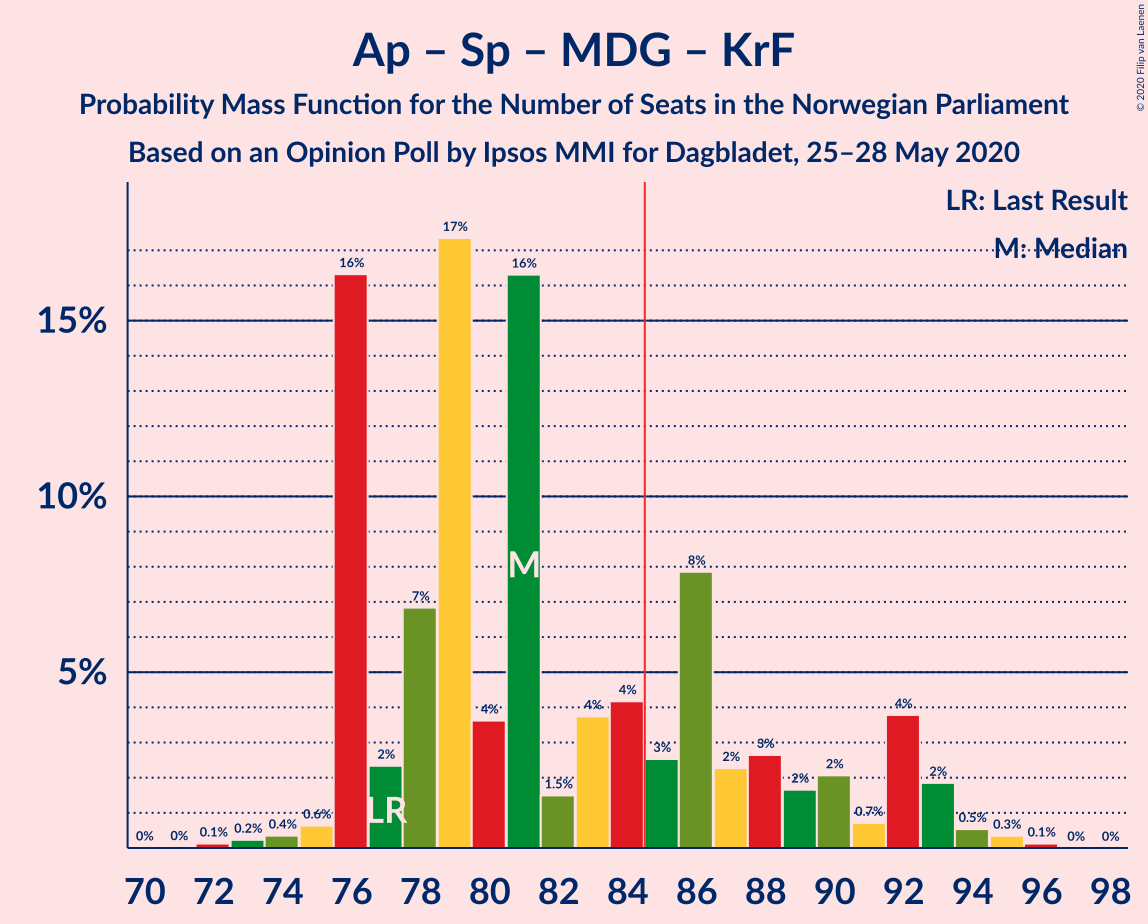 Ap – Sp – MDG – KrF
Probability Mass Function for the Number of Seats in the Norwegian Parliament
Based on an Opinion Poll by Ipsos MMI for Dagbladet, 25–28 May 2020
© 2020 Filip van Laenen
LR: Last Result
M: Median
15%
10%
5%
0% 0% 0.1% 0.2% 0.4% 0.6% 16% 2% 7% 17% 4% 16% 1.5% 4% 4% 3% 8% 2% 3% 2% 2% 0.7% 4% 2% 0.5% 0.3% 0.1% 0% 0%
M
LR
70 72 74 76 78 80 82 84 86 88 90 92 94 96 98